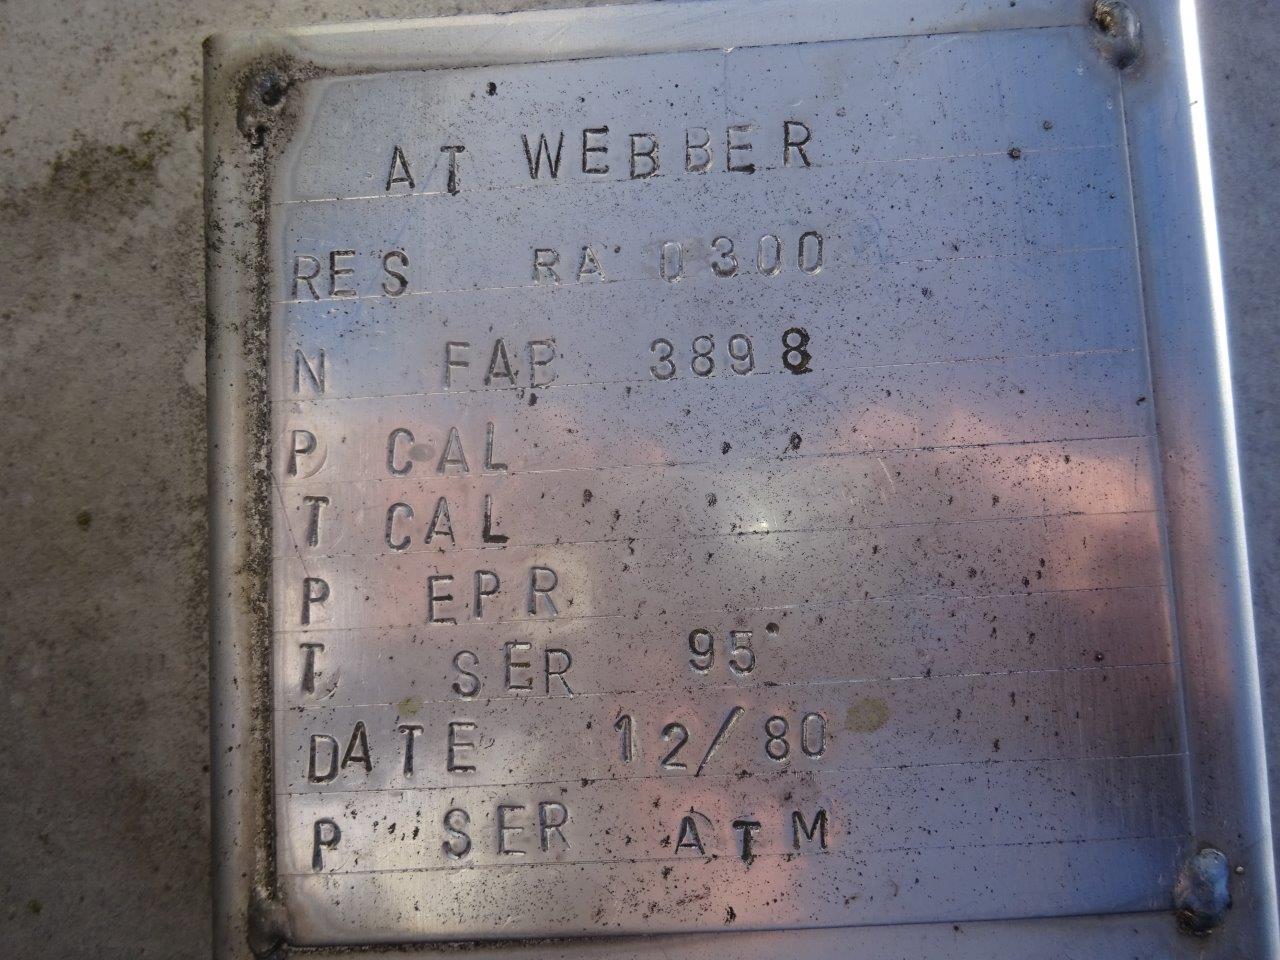 AT WEBBER
RES RA 0300
N FAB 3898
P CAL
T CAL
P EPR
T SER 95°
DATE 12/80
P SER ATM